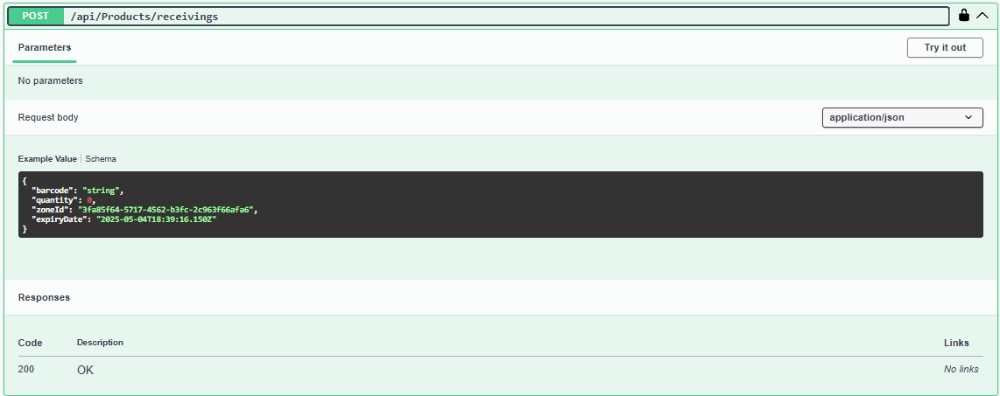 POST /api/Products/receivings
Parameters Try it out
No parameters
Request body application/json
Example Value Schema
{
"barcode": "string",
"quantity": 0,
"zoneId": "3fa85f64-5717-4562-b3fc-2c963f66afa6",
"expiryDate": "2025-05-04T18:39:16.150Z"
}
Responses
Code Description Links
200 OK No links